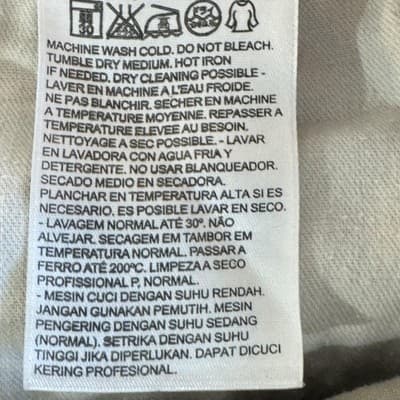 30
MACHINE WASH COLD. DO NOT BLEACH.
TUMBLE DRY MEDIUM. HOT IRON
IF NEEDED. DRY CLEANING POSSIBLE -
LAVER EN MACHINE A L'EAU FROIDE.
NE PAS BLANCHIR. SECHER EN MACHINE
A TEMPERATURE MOYENNE. REPASSER A
TEMPERATURE ELEVEE AU BESOIN.
NETTOYAGE A SEC POSSIBLE. - LAVAR
EN LAVADORA CON AGUA FRIA Y
DETERGENTE. NO USAR BLANQUEADOR.
SECADO MEDIO EN SECADORA.
PLANCHAR EN TEMPERATURA ALTA SI ES
NECESARIO. ES POSIBLE LAVAR EN SECO.
- LAVAGEM NORMAL ATÉ 30º. NÃO
ALVEJAR. SECAGEM EM TAMBOR EM
TEMPERATURA NORMAL. PASSAR A
FERRO ATÉ 200ºC. LIMPEZA A SECO
PROFISSIONAL P, NORMAL.
- MESIN CUCI DENGAN SUHU RENDAH.
JANGAN GUNAKAN PEMUTIH. MESIN
PENGERING DENGAN SUHU SEDANG
(NORMAL). SETRIKA DENGAN SUHU
TINGGI JIKA DIPERLUKAN. DAPAT DICUCI
KERING PROFESIONAL.